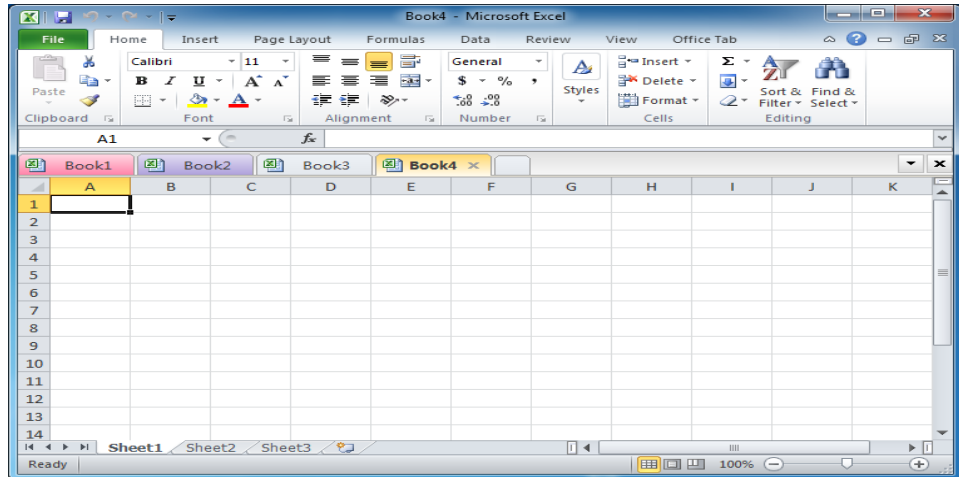 Book4 - Microsoft Excel
File Home Insert Page Layout Formulas Data Review View Office Tab
Paste
Clipboard
Calibri 11
B I U A A
A
Font
Alignment
General
$ % ,
.00 .00
Number
Styles
Insert
Delete
Format
Cells
Σ
Sort & Filter
Find & Select
Editing
A1 fx
Book1 Book2 Book3 Book4
A B C D E F G H I J K
1
2
3
4
5
6
7
8
9
10
11
12
13
14
Sheet1 Sheet2 Sheet3
Ready 100%